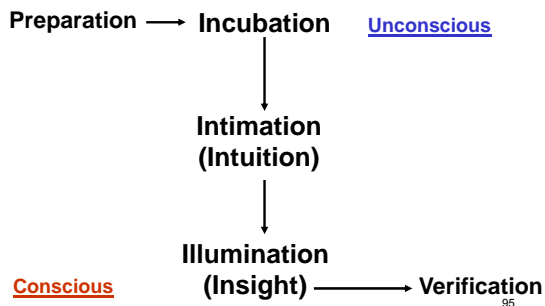 Preparation
Incubation
Unconscious
Intimation
(Intuition)
Illumination
(Insight)
Conscious
Verification
95